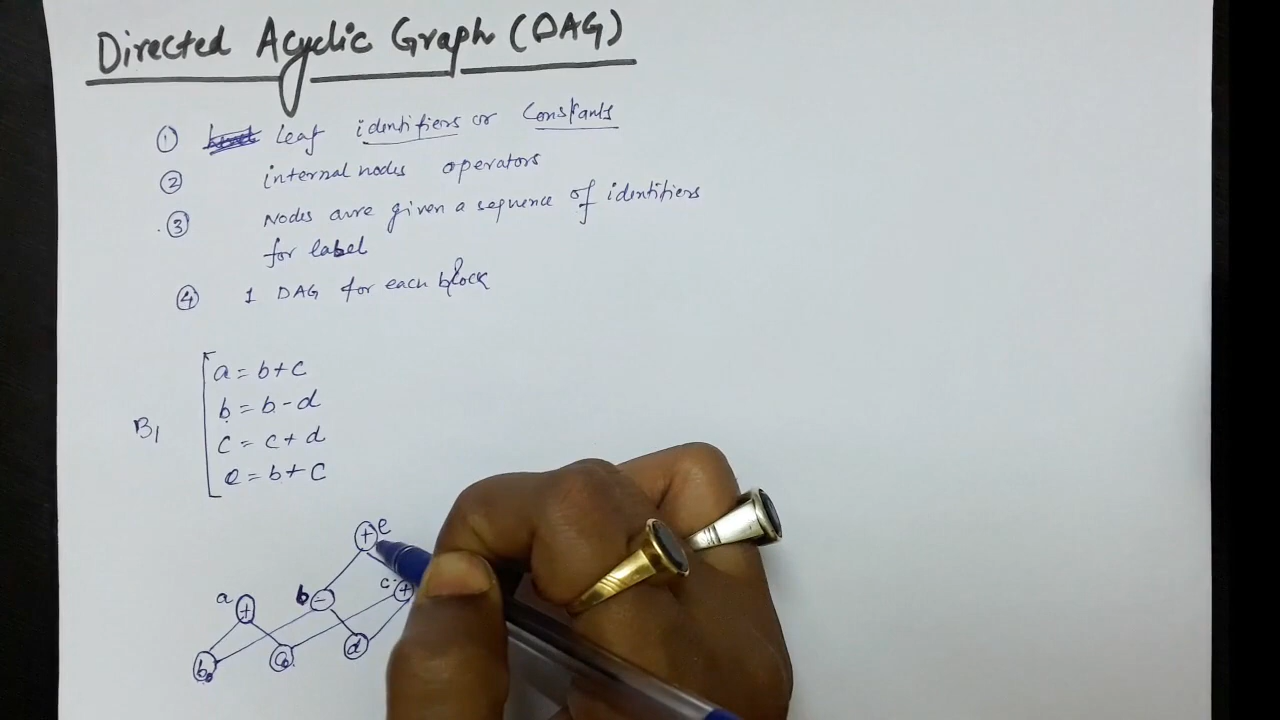 Directed Acyclic Graph (DAG)
① leaf identifiers or Constants
② internal nodes operators
③ Nodes are given a sequence of identifiers
for label
④ 1 DAG for each block
a = b + c
B1 b = b - d
c = c + d
e = b + c
+ e
a + b - c +
b0 c0 d